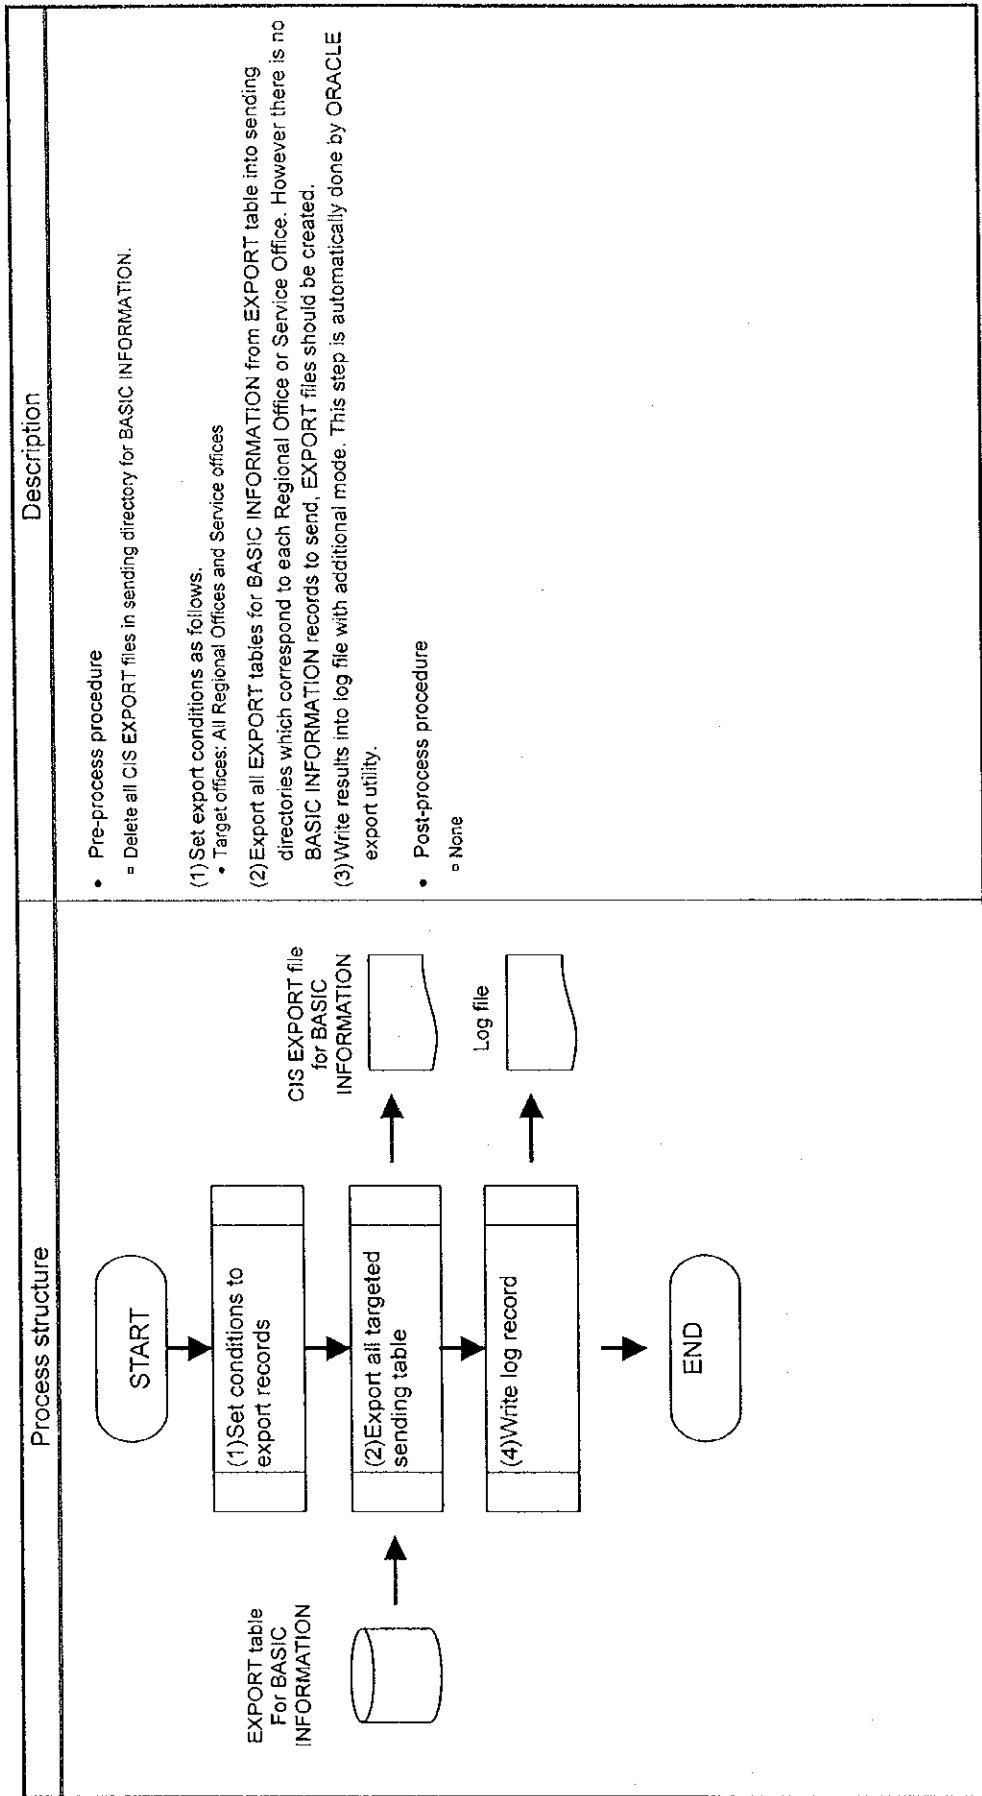 Process structure
Description
START
(1)Set conditions to
export records
EXPORT table
For BASIC
INFORMATION
(2)Export all targeted
sending table
CIS EXPORT file
for BASIC
INFORMATION
(4)Write log record
Log file
END
• Pre-process procedure
▫ Delete all CIS EXPORT files in sending directory for BASIC INFORMATION.
(1)Set export conditions as follows.
• Target offices: All Regional Offices and Service offices
(2)Export all EXPORT tables for BASIC INFORMATION from EXPORT table into sending
directories which correspond to each Regional Office or Service Office. However there is no
BASIC INFORMATION records to send, EXPORT files should be created.
(3)Write results into log file with additional mode. This step is automatically done by ORACLE
export utility.
• Post-process procedure
▫ None